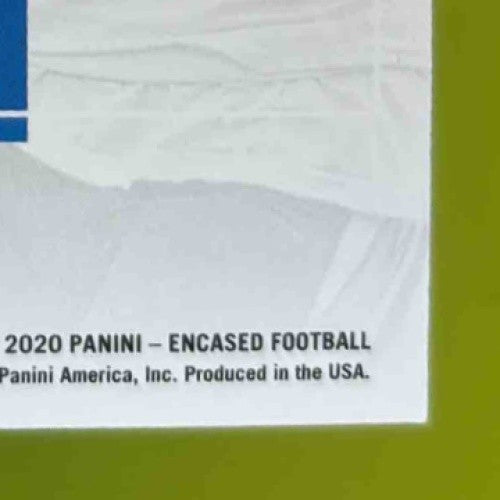 2020 PANINI – ENCASED FOOTBALL
Panini America, Inc. Produced in the USA.